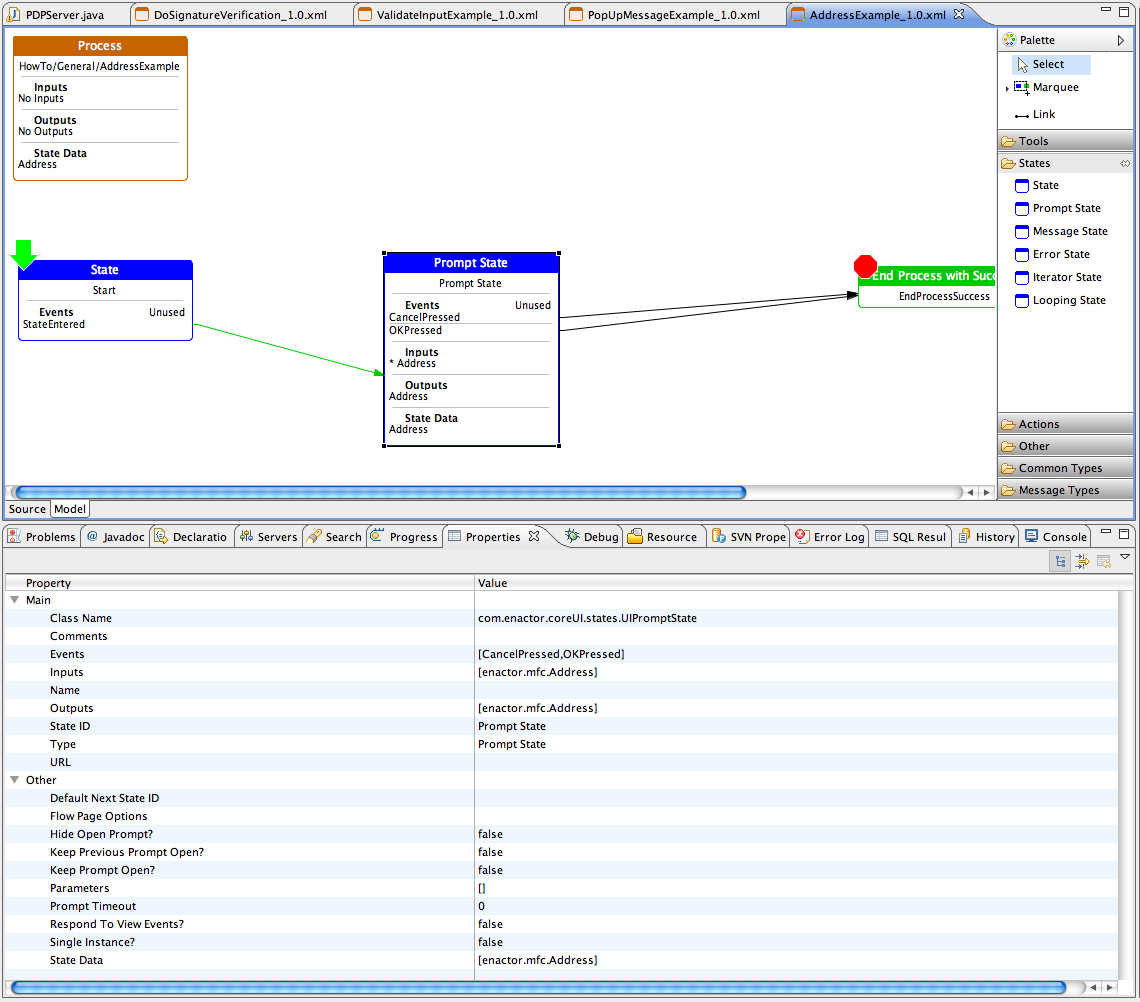 PDPServer.java
DoSignatureVerification_1.0.xml
ValidateInputExample_1.0.xml
PopUpMessageExample_1.0.xml
AddressExample_1.0.xml
Process
HowTo/General/AddressExample
Inputs
No Inputs
Outputs
No Outputs
State Data
Address
State
Start
Events Unused
StateEntered
Prompt State
Prompt State
Events Unused
CancelPressed
OKPressed
Inputs
* Address
Outputs
Address
State Data
Address
End Process with Succ
EndProcessSuccess
Palette
Select
Marquee
Link
Tools
States
State
Prompt State
Message State
Error State
Iterator State
Looping State
Actions
Other
Common Types
Message Types
Source Model
Problems @ Javadoc Declaratio Servers Search Progress Properties Debug Resource SVN Prope Error Log SQL Resul History Console
Property Value
Main
Class Name com.enactor.coreUI.states.UIPromptState
Comments
Events [CancelPressed,OKPressed]
Inputs [enactor.mfc.Address]
Name
Outputs [enactor.mfc.Address]
State ID Prompt State
Type Prompt State
URL
Other
Default Next State ID
Flow Page Options
Hide Open Prompt? false
Keep Previous Prompt Open? false
Keep Prompt Open? false
Parameters []
Prompt Timeout 0
Respond To View Events? false
Single Instance? false
State Data [enactor.mfc.Address]